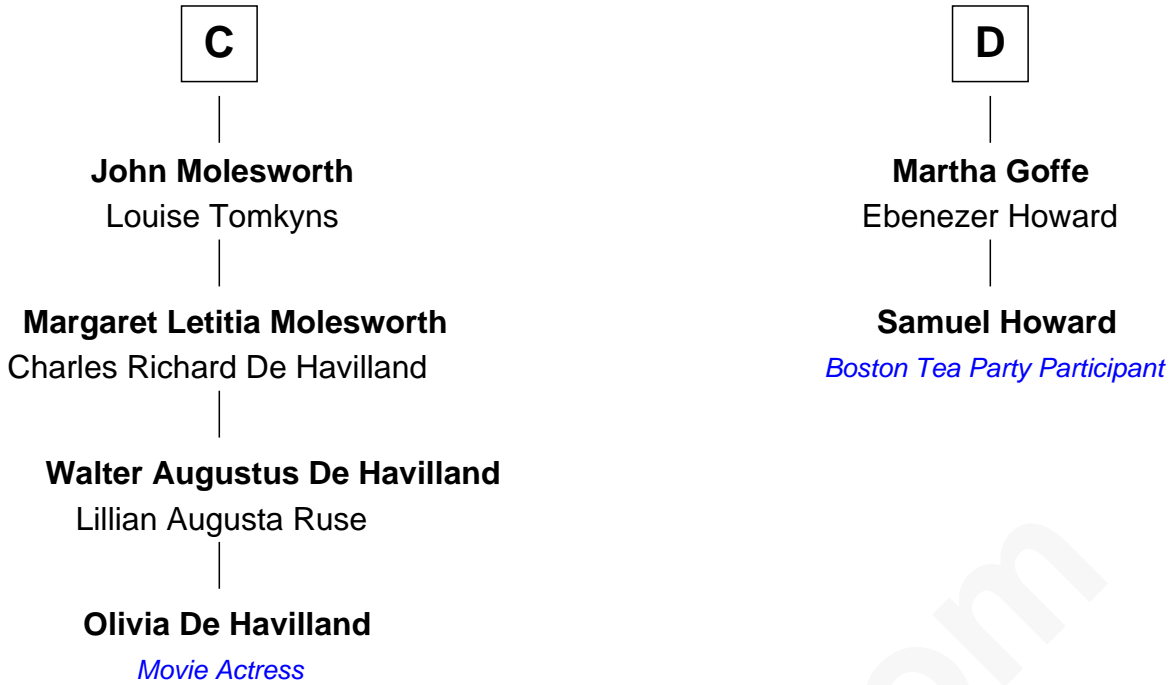 C
John Molesworth
Louise Tomkyns
Margaret Letitia Molesworth
Charles Richard De Havilland
Walter Augustus De Havilland
Lillian Augusta Ruse
Olivia De Havilland
Movie Actress
D
Martha Goffe
Ebenezer Howard
Samuel Howard
Boston Tea Party Participant
om